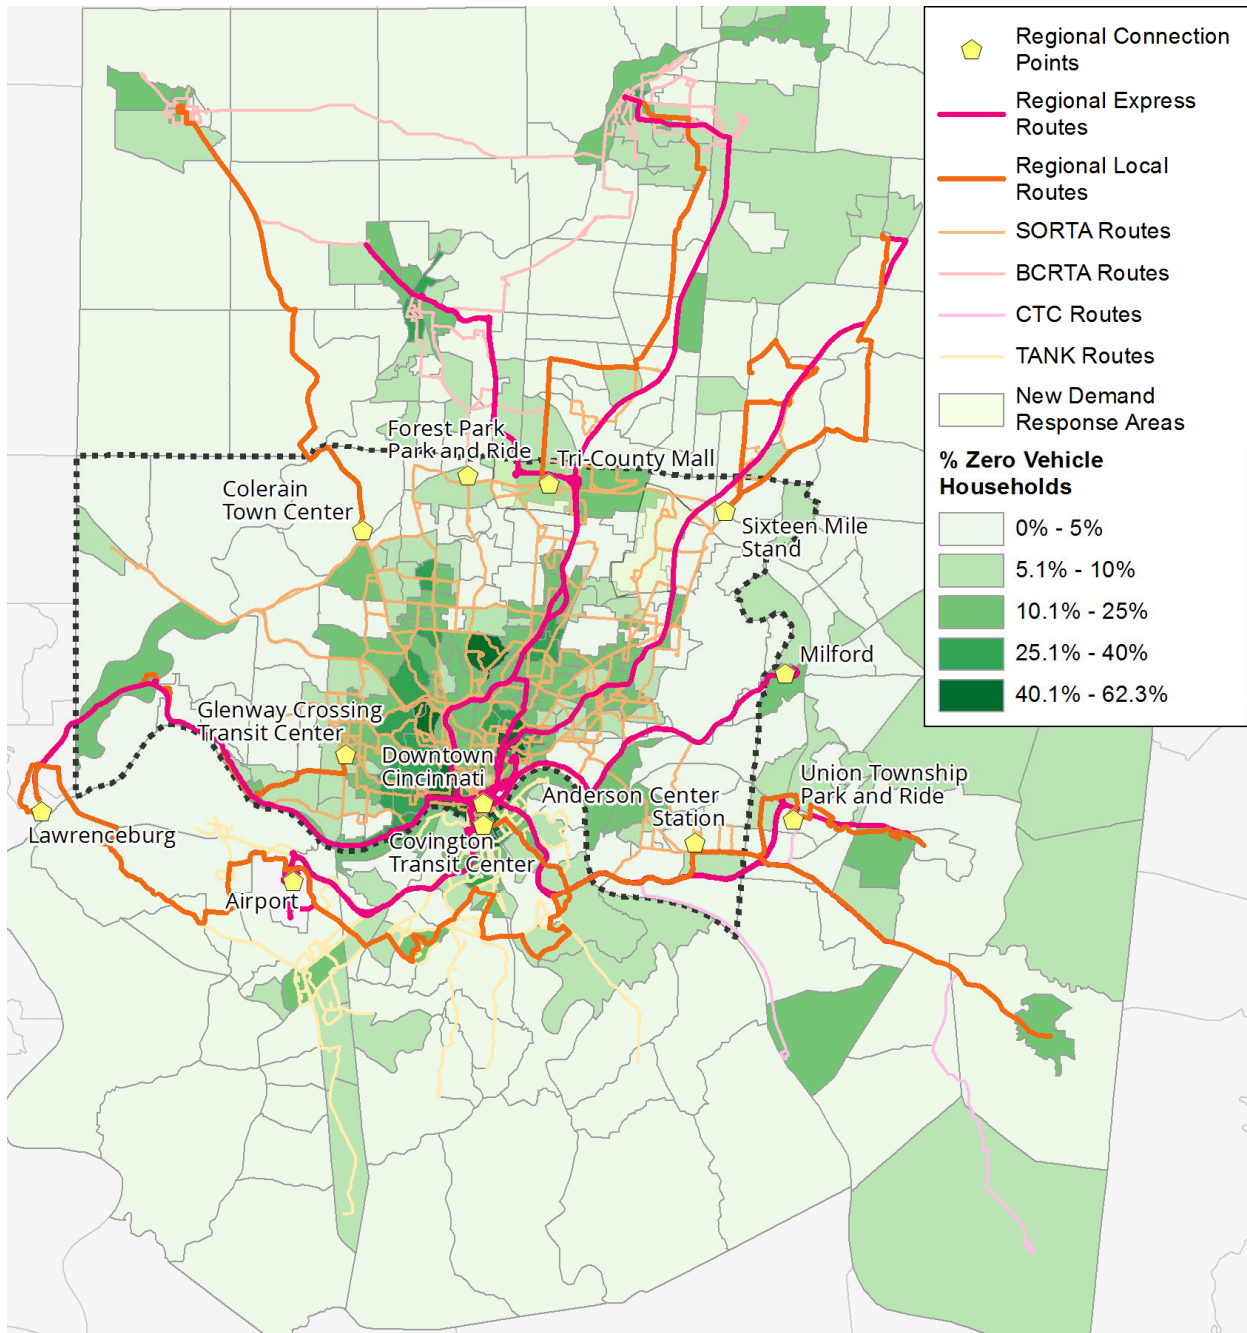 Regional Connection
Points
Regional Express
Routes
Regional Local
Routes
SORTA Routes
BCRTA Routes
CTC Routes
TANK Routes
New Demand
Response Areas
% Zero Vehicle
Households
0% - 5%
5.1% - 10%
10.1% - 25%
25.1% - 40%
40.1% - 62.3%
Forest Park
Park and Ride
Tri-County Mall
Colerain
Town Center
Sixteen Mile
Stand
Milford
Glenway Crossing
Transit Center
Downtown
Cincinnati
Union Township
Park and Ride
Anderson Center
Station
Lawrenceburg
Covington
Transit Center
Airport